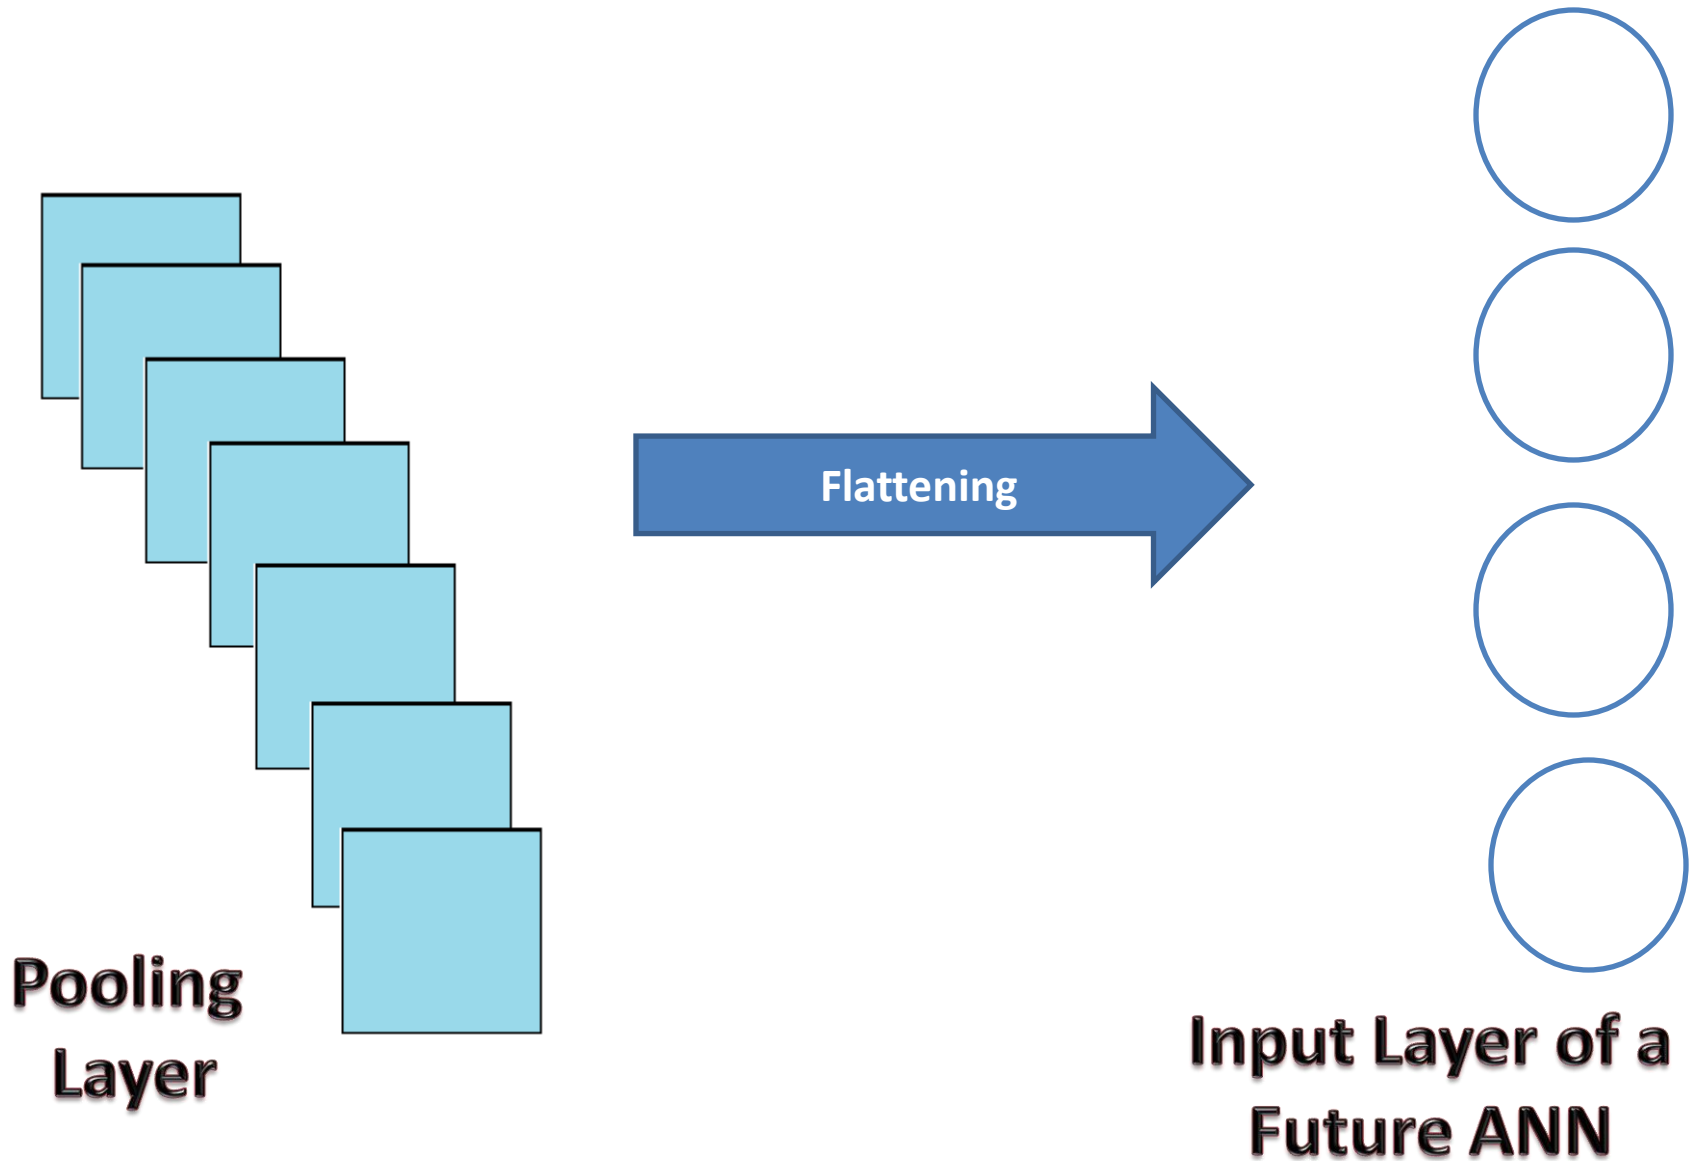 Flattening
Pooling
Layer
Input Layer of a
Future ANN